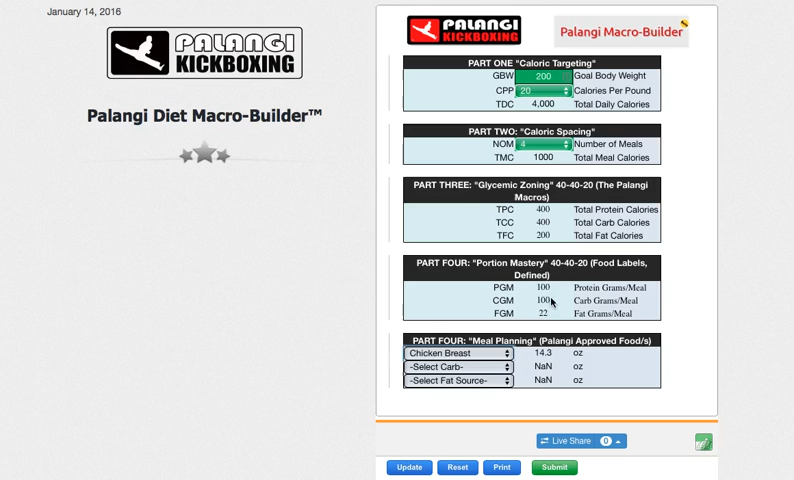 January 14, 2016
PALANGI
KICKBOXING
Palangi Diet Macro-Builder™
PALANGI
KICKBOXING
Palangi Macro-Builder
PART ONE "Caloric Targeting"
GBW 200 Goal Body Weight
CPP 20 Calories Per Pound
TDC 4,000 Total Daily Calories
PART TWO: "Caloric Spacing"
NOM 4 Number of Meals
TMC 1000 Total Meal Calories
PART THREE: "Glycemic Zoning" 40-40-20 (The Palangi
Macros)
TPC 400 Total Protein Calories
TCC 400 Total Carb Calories
TFC 200 Total Fat Calories
PART FOUR: "Portion Mastery" 40-40-20 (Food Labels,
Defined)
PGM 100 Protein Grams/Meal
CGM 100 Carb Grams/Meal
FGM 22 Fat Grams/Meal
PART FOUR: "Meal Planning" (Palangi Approved Food/s)
Chicken Breast 14.3 oz
-Select Carb- NaN oz
-Select Fat Source- NaN oz
Live Share 0
Update Reset Print Submit